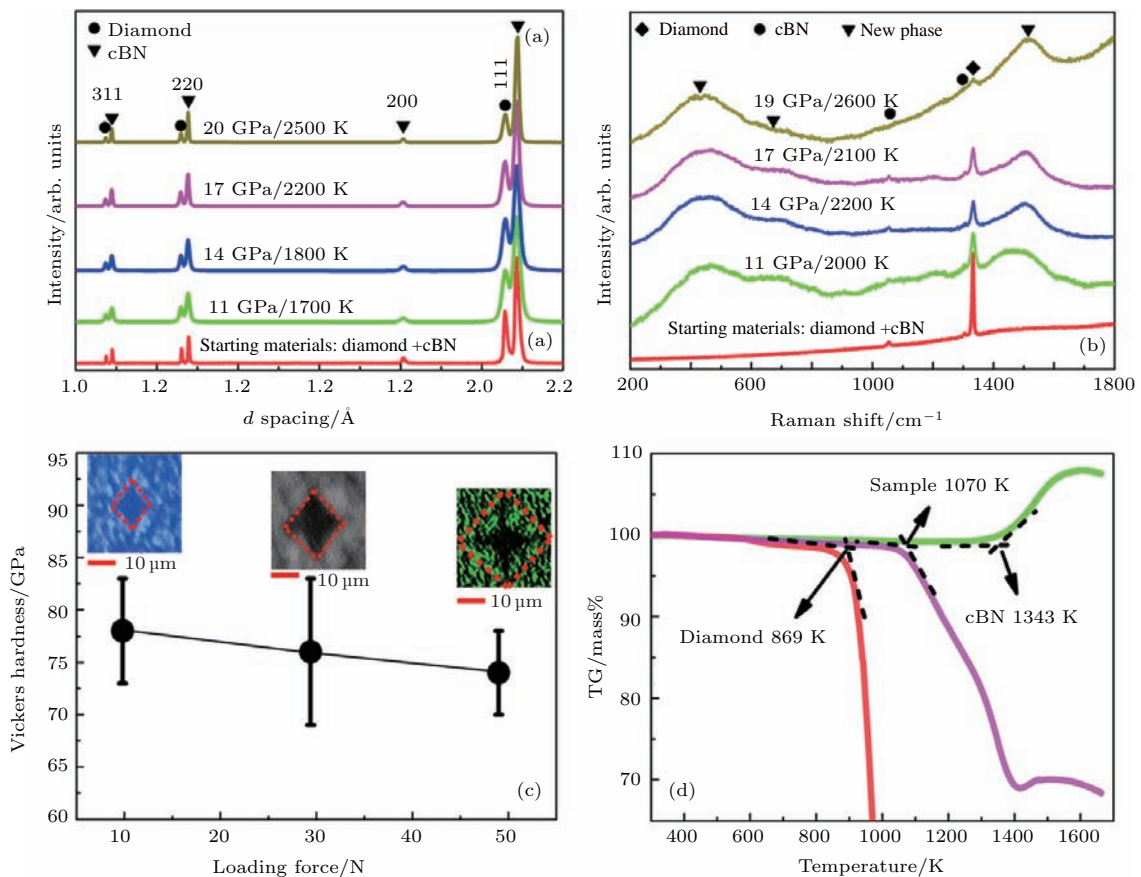 Diamond
cBN
(a)
311
220
200
111
20 GPa/2500 K
17 GPa/2200 K
14 GPa/1800 K
11 GPa/1700 K
Starting materials: diamond +cBN
(a)
1.0 1.2 1.2 1.2 2.0 2.2
d spacing/Å
Intensity/arb. units
Diamond cBN New phase
19 GPa/2600 K
17 GPa/2100 K
14 GPa/2200 K
11 GPa/2000 K
Starting materials: diamond +cBN
(b)
200 600 1000 1400 1800
Raman shift/cm⁻¹
Intensity/arb. units
95
90
85
80
75
70
65
60
10 µm
10 µm
10 µm
(c)
10 20 30 40 50
Loading force/N
Vickers hardness/GPa
110
100
90
80
70
Sample 1070 K
Diamond 869 K
cBN 1343 K
(d)
400 600 800 1000 1200 1400 1600
Temperature/K
TG/mass%